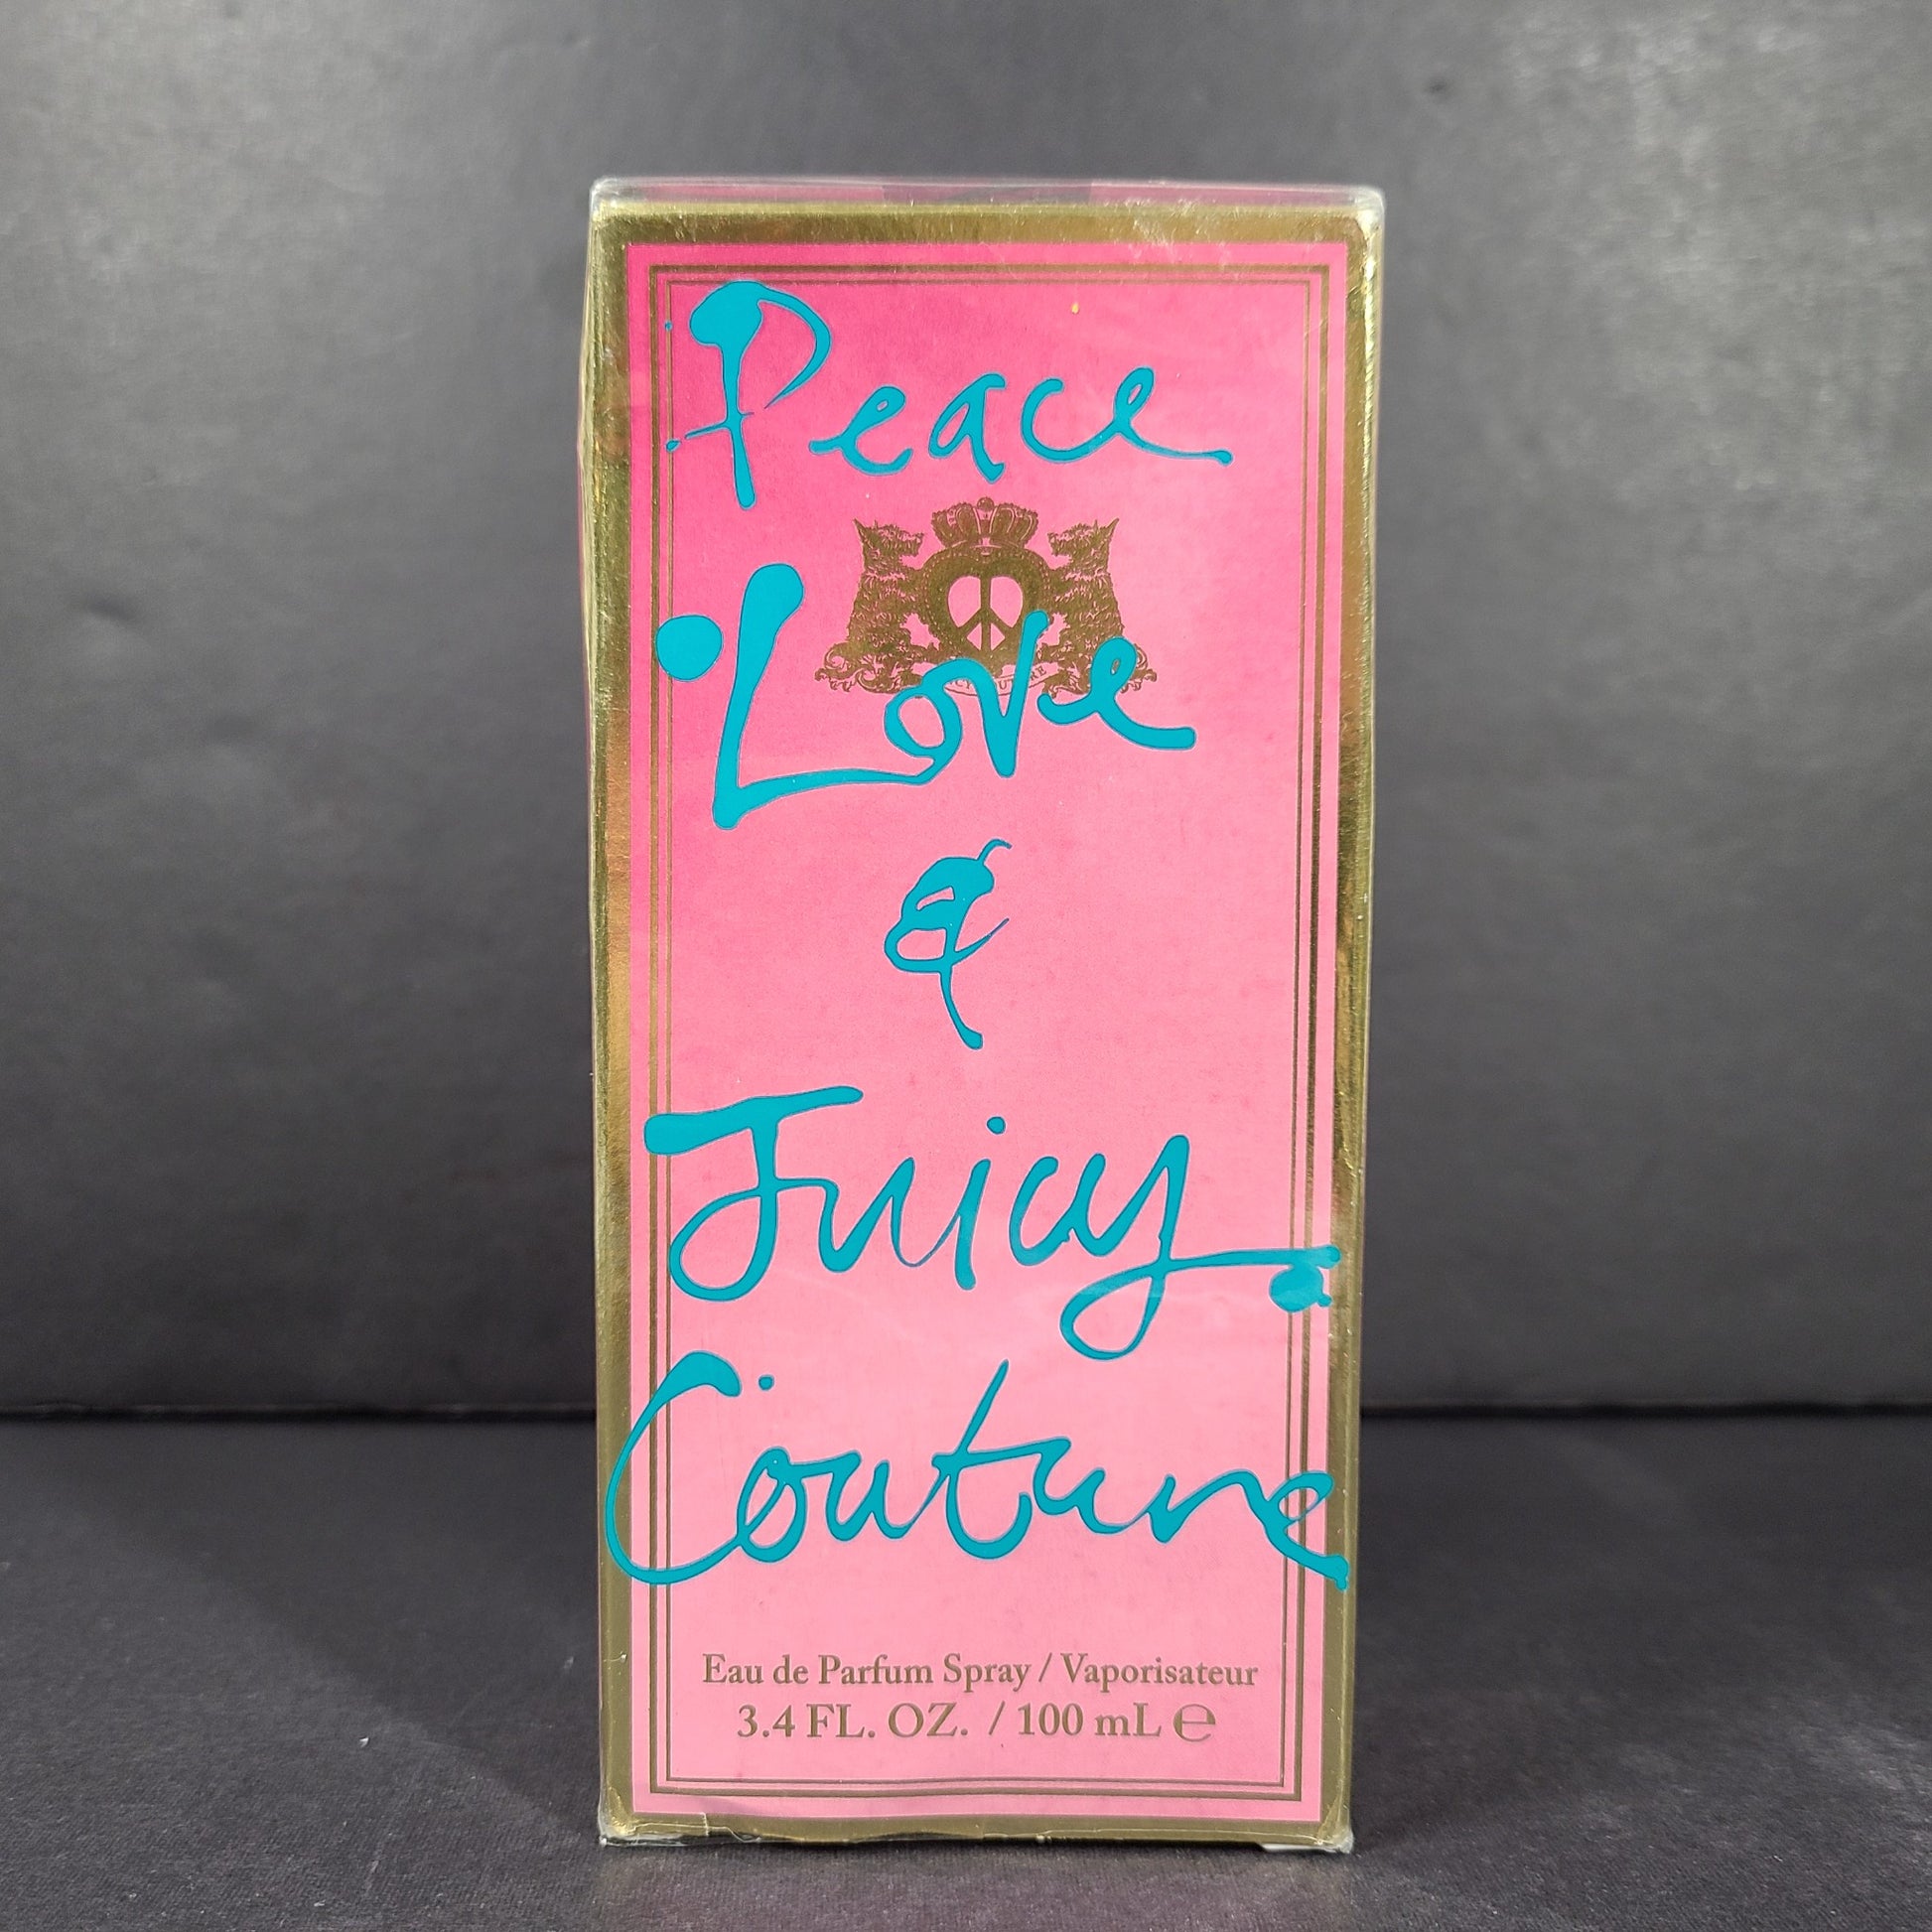 Peace
Love
&
Juicy
Couture
Eau de Parfum Spray / Vaporisateur
3.4 FL. OZ. / 100 mL ℮